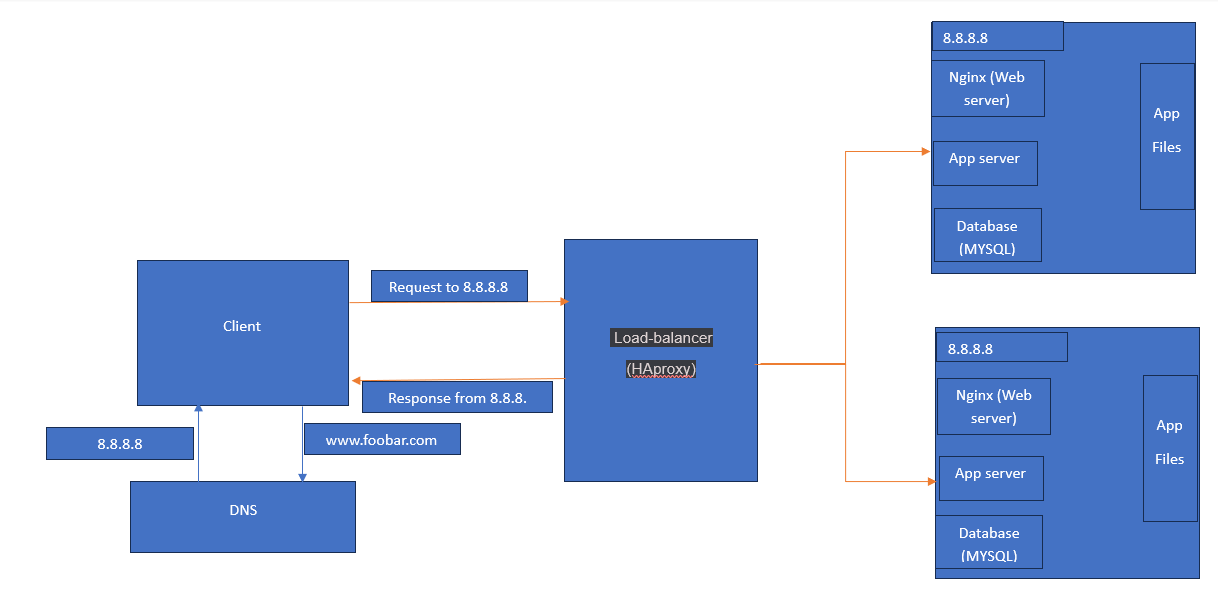 Client
Request to 8.8.8.8
Response from 8.8.8.
8.8.8.8
www.foobar.com
DNS
Load-balancer
(HAproxy)
8.8.8.8
Nginx (Web
server)
App server
Database
(MYSQL)
App
Files
8.8.8.8
Nginx (Web
server)
App server
Database
(MYSQL)
App
Files